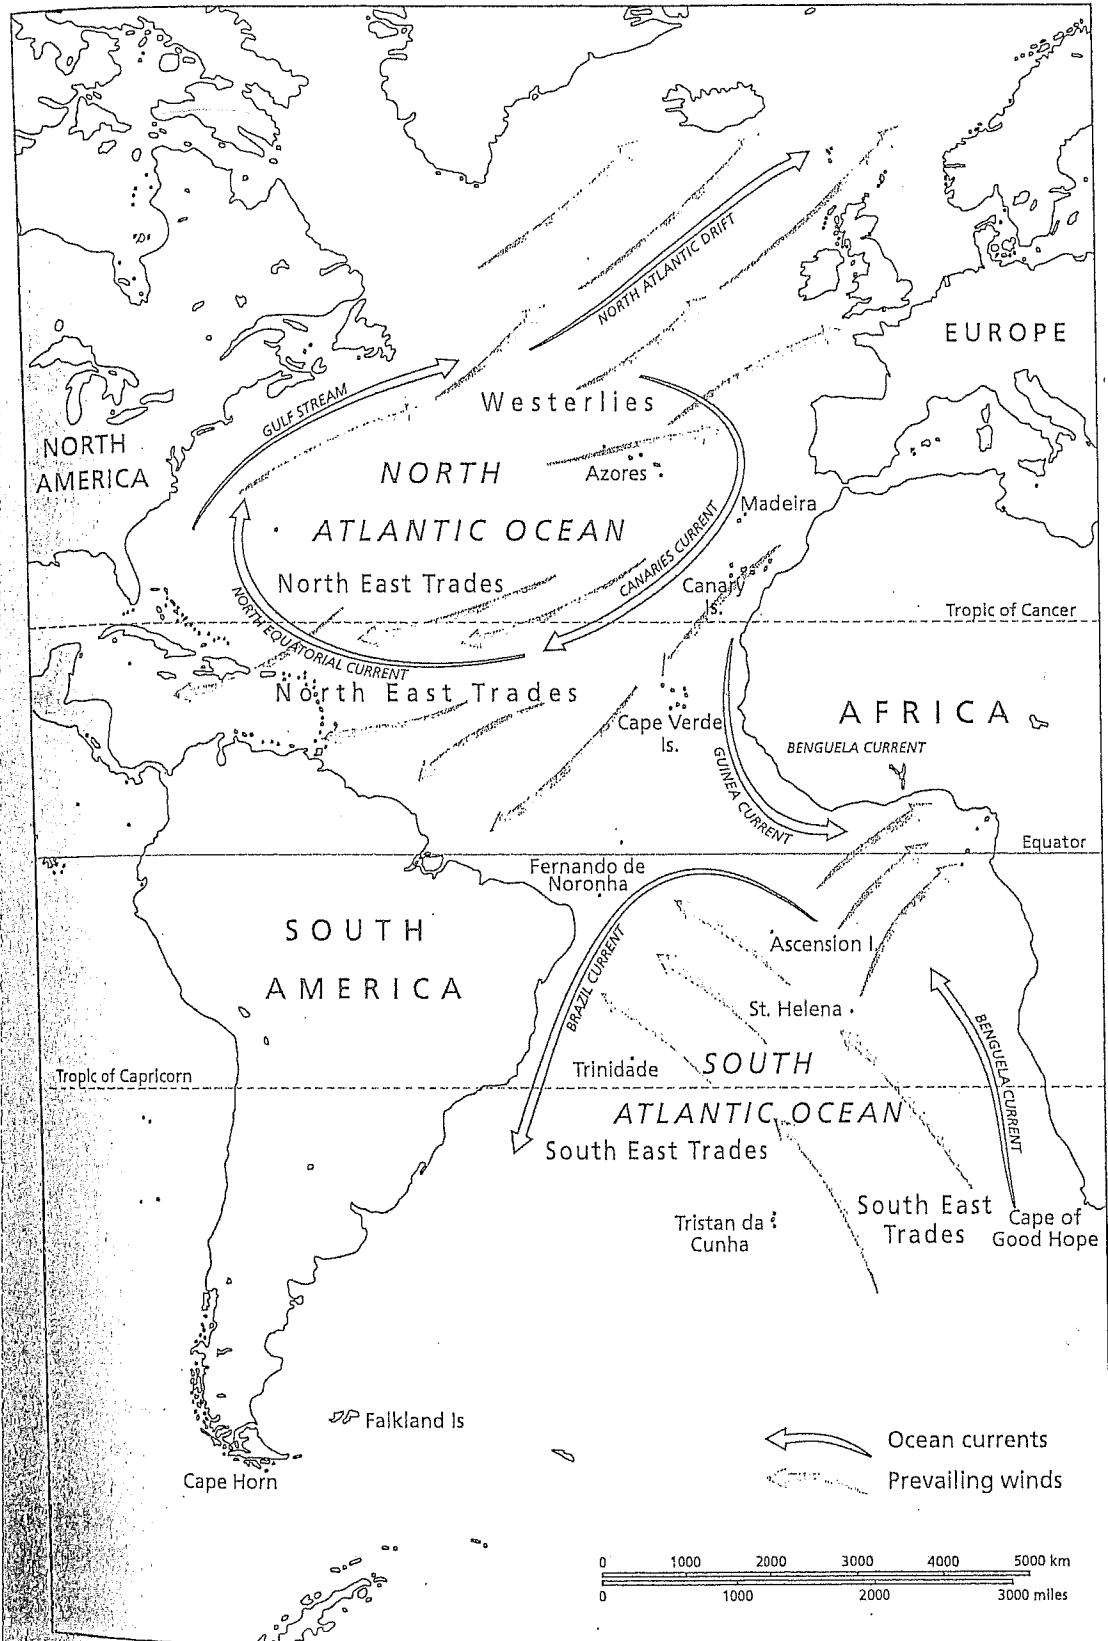 NORTH ATLANTIC DRIFT
EUROPE
GULF STREAM
Westerlies
NORTH
AMERICA
NORTH
Azores
ATLANTIC OCEAN
Madeira
CANARIES CURRENT
North East Trades
Canary
Is.
NORTH EQUATORIAL CURRENT
Tropic of Cancer
North East Trades
Cape Verde
Is.
AFRICA
BENGUELA CURRENT
GUINEA CURRENT
Equator
Fernando de
Noronha
SOUTH
AMERICA
Ascension I.
BRAZIL CURRENT
St. Helena
BENGUELA CURRENT
Trinidade
SOUTH
Tropic of Capricorn
ATLANTIC OCEAN
South East Trades
South East
Trades
Tristan da
Cunha
Cape of
Good Hope
Falkland Is
Cape Horn
Ocean currents
Prevailing winds
0 1000 2000 3000 4000 5000 km
0 1000 2000 3000 miles